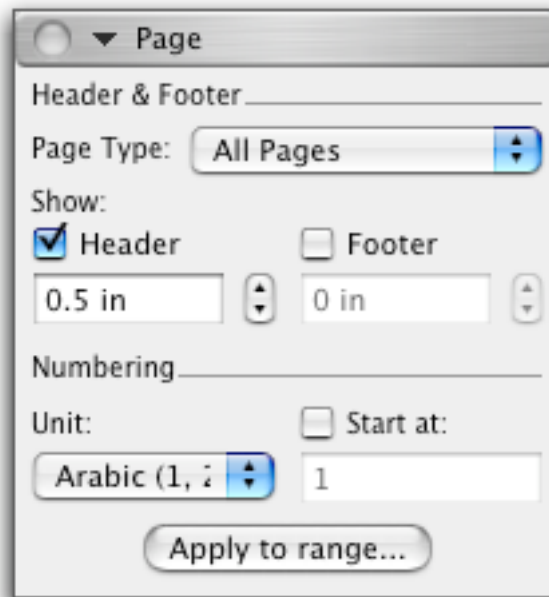 Page
Header & Footer
Page Type: All Pages
Show:
Header Footer
0.5 in 0 in
Numbering
Unit: Start at:
Arabic (1, 1
Apply to range...